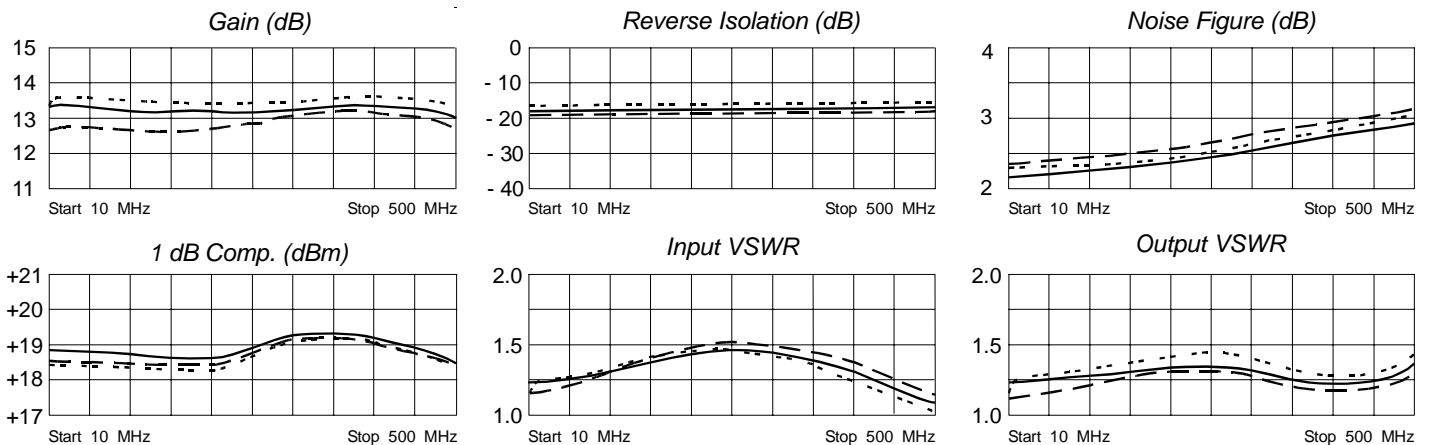 Gain (dB)
15
14
13
12
11
Start 10 MHz
Stop 500 MHz
Reverse Isolation (dB)
0
- 10
- 20
- 30
- 40
Start 10 MHz
Stop 500 MHz
Noise Figure (dB)
4
3
2
Start 10 MHz
Stop 500 MHz
1 dB Comp. (dBm)
+21
+20
+19
+18
+17
Start 10 MHz
Stop 500 MHz
Input VSWR
2.0
1.5
1.0
Start 10 MHz
Stop 500 MHz
Output VSWR
2.0
1.5
1.0
Start 10 MHz
Stop 500 MHz